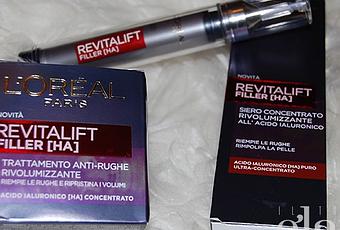 REVITALIFT
FILLER [HA]
L'ORÉAL
PARIS
NOVITÀ
REVITALIFT
FILLER [HA]
TRATTAMENTO ANTI-RUGHE
RIVOLUMIZZANTE
RIEMPIE LE RUGHE E RIPRISTINA I VOLUMI
ACIDO IALURONICO [HA] CONCENTRATO
NOVITÀ
REVITALIFT
FILLER [HA]
SIERO CONCENTRATO
RIVOLUMIZZANTE
ALL' ACIDO IALURONICO
RIEMPIE LE RUGHE
RIMPOLPA LA PELLE
ACIDO IALURONICO [HA] PURO
ULTRA-CONCENTRATO